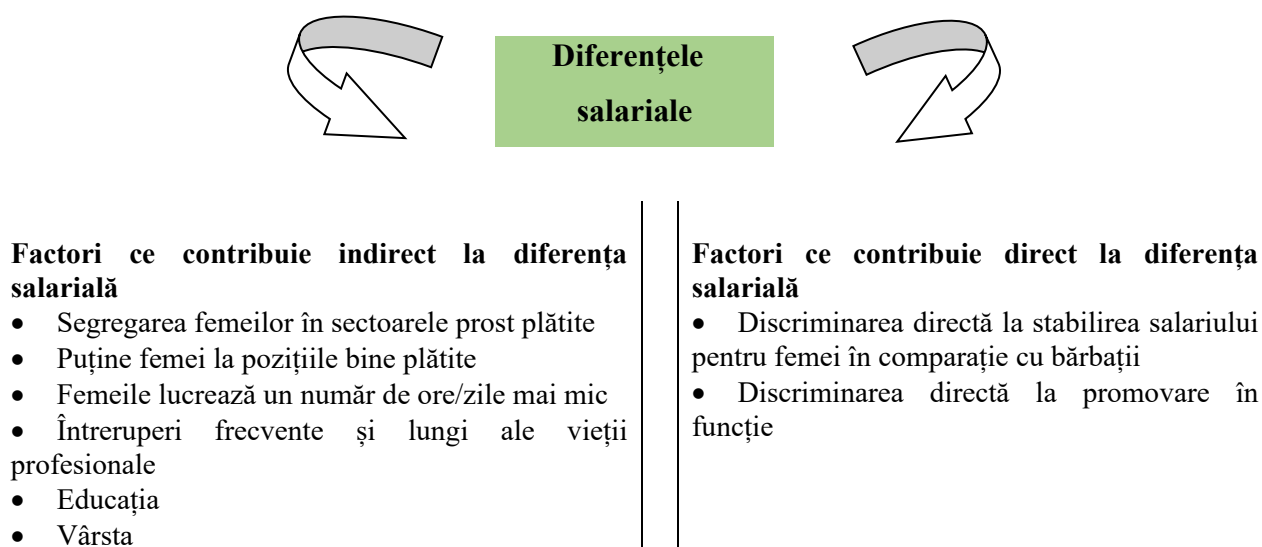 Diferențele
salariale
Factori ce contribuie indirect la diferența
salarială
• Segregarea femeilor în sectoarele prost plătite
• Puține femei la pozițiile bine plătite
• Femeile lucrează un număr de ore/zile mai mic
• Întreruperi frecvente și lungi ale vieții
profesionale
• Educația
• Vârsta
Factori ce contribuie direct la diferența
salarială
• Discriminarea directă la stabilirea salariului
pentru femei în comparație cu bărbații
• Discriminarea directă la promovare în
funcție